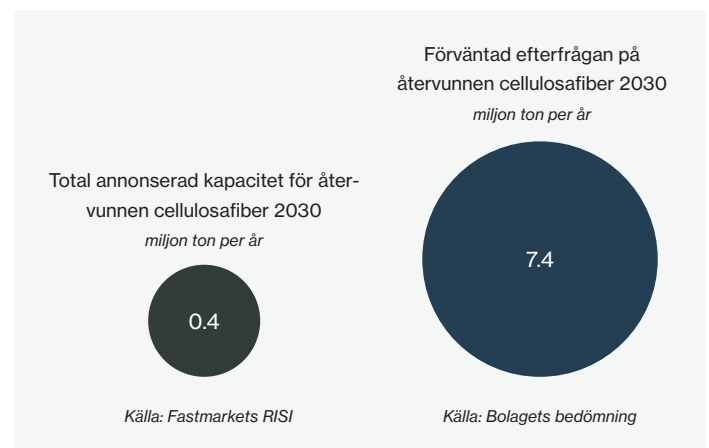 Total annonserad kapacitet för åter-
vunnen cellulosafiber 2030
miljon ton per år
0.4
Källa: Fastmarkets RISI
Förväntad efterfrågan på
återvunnen cellulosafiber 2030
miljon ton per år
7.4
Källa: Bolagets bedömning